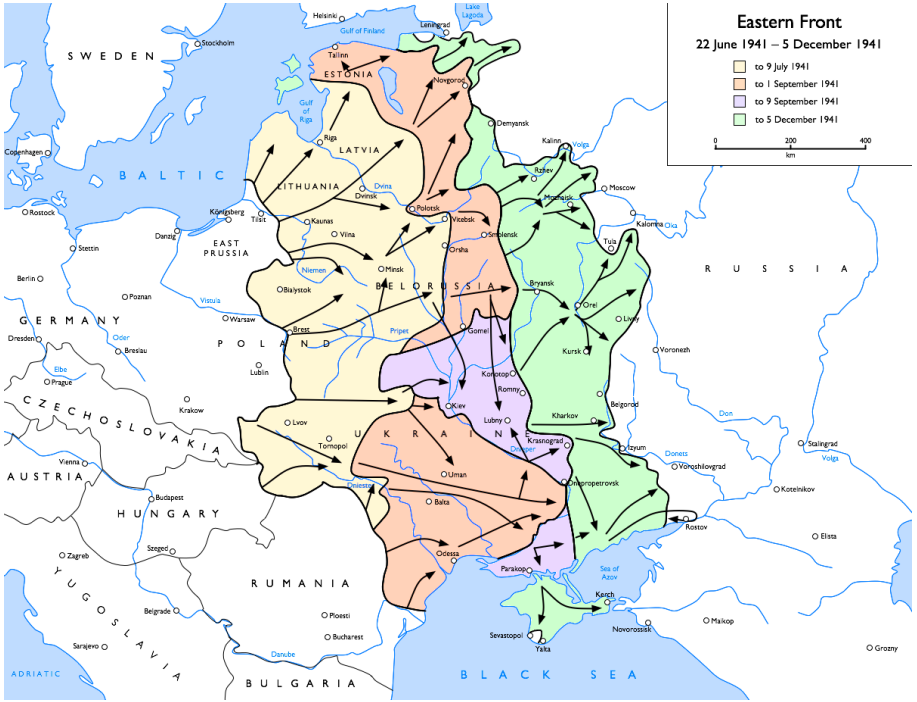 Eastern Front
22 June 1941 – 5 December 1941
to 9 July 1941
to 1 September 1941
to 9 September 1941
to 5 December 1941
0 200 400
km
Helsinki
Lake
Lagoda
Leningrad
Gulf of Finland
SWEDEN
Stockholm
Tallinn
ESTONIA
Novgorod
Gulf
of
Riga
Demyansk
Riga
LATVIA
Kalinn
Volga
Copenhagen
BALTIC
Rzhev
LITHUANIA
Dvina
Dvinsk
Moscow
Mozhaisk
Rostock
Königsberg
Tilsit
Polotsk
Vitebsk
Kaunas
Kalomna
Oka
Danzig
EAST
PRUSSIA
Vilna
Smolensk
Tula
Stettin
Orsha
Niemen
Minsk
RUSSIA
Berlin
Bialystok
BELORUSSIA
Bryansk
Poznan
Vistula
Orel
GERMANY
Warsaw
Livny
Brest
Pripet
Gomel
Dresden
Oder
POLAND
Breslau
Kursk
Voronezh
Elbe
Lublin
Konotop
Prague
Romny
Krakow
Kiev
Belgorod
CZECHOSLOVAKIA
Lvov
Lubny
Kharkov
Don
UKRAINE
Tornopol
Krasnograd
Stalingrad
Dnieper
Izyum
Donets
Volga
Vienna
Voroshilovgrad
AUSTRIA
Uman
Dniester
Dnepropetrovsk
Kotelnikov
Budapest
Balta
HUNGARY
Rostov
Elista
Szeged
Odessa
Zagreb
Parakop
Sea of
Azov
RUMANIA
YUGOSLAVIA
Kerch
Belgrade
Ploesti
Maikop
Novorossisk
Bucharest
Sevastopol
Yalta
Sarajevo
Grozny
Danube
ADRIATIC
BULGARIA
BLACK SEA